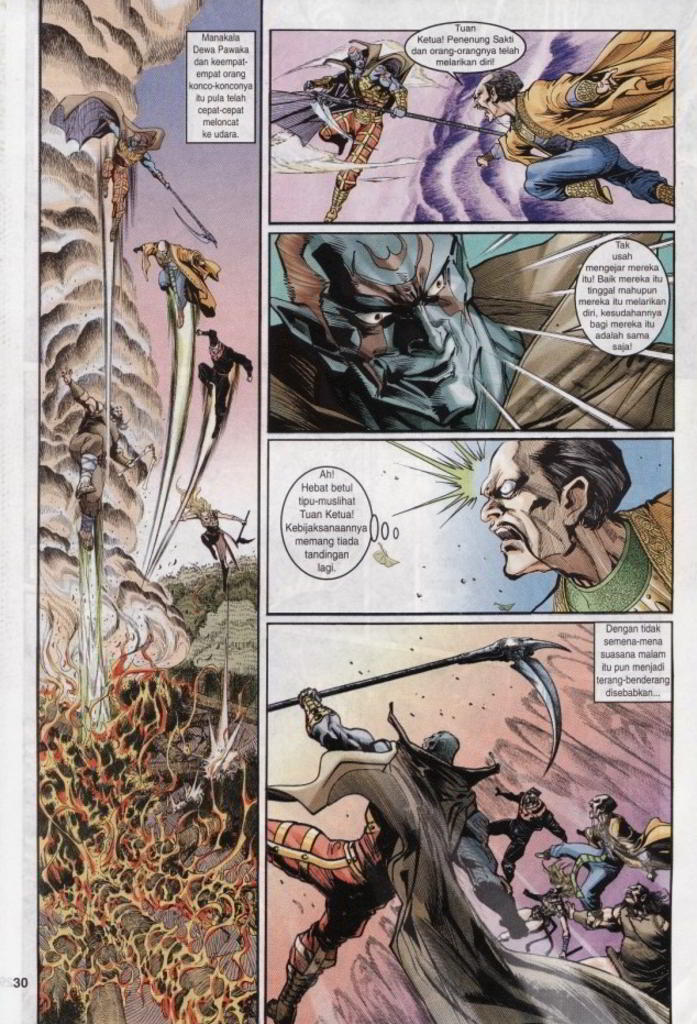 Manakala
Dewa Pawaka
dan keempat-
empat orang
konco-konconya
itu pula telah
cepat-cepat
meloncat
ke udara.
Tuan
Ketua! Penenung Sakti
dan orang-orangnya telah
melarikan diri!
Tak
usah
mengejar mereka
itu! Baik mereka itu
tinggal mahupun
mereka itu melarikan
diri, kesudahannya
bagi mereka itu
adalah sama
saja!
Ah!
Hebat betul
tipu-muslihat
Tuan Ketua!
Kebijaksanaannya
memang tiada
tandingan
lagi.
Dengan tidak
semena-mena
suasana malam
itu pun menjadi
terang-benderang
disebabkan...
30